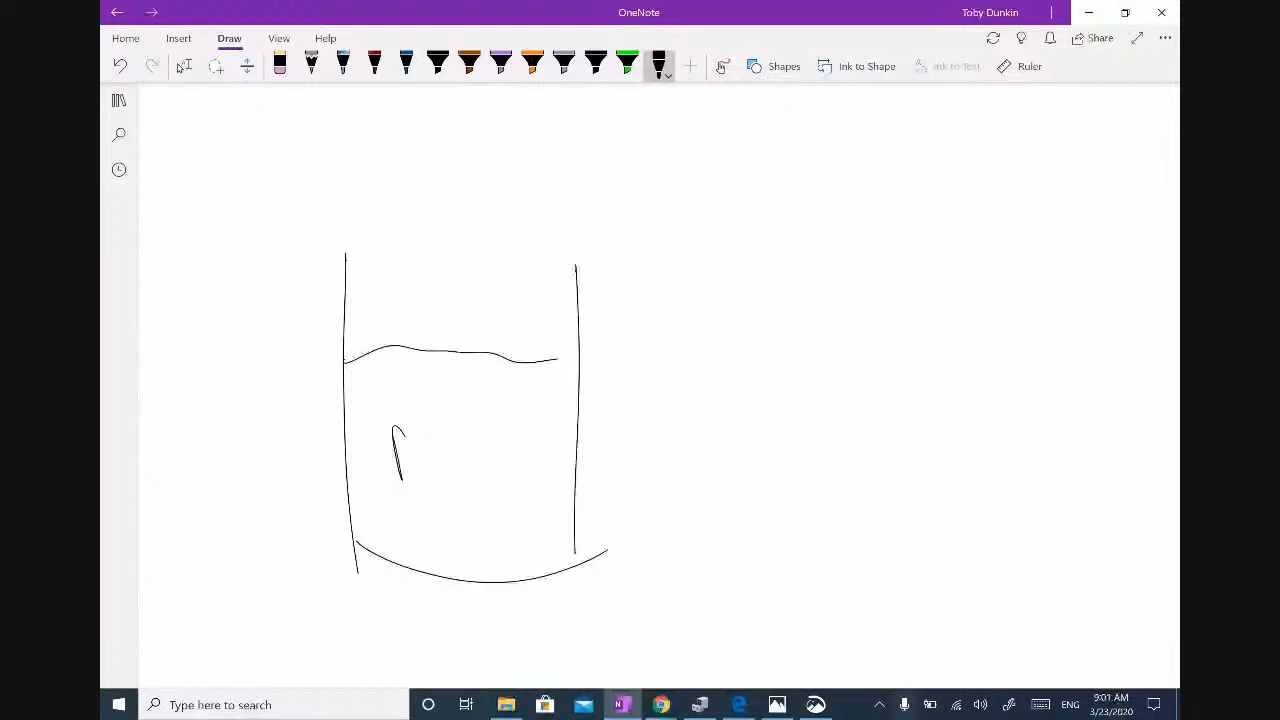 OneNote
Toby Dunkin
Home Insert Draw View Help
Share
Shapes Ink to Shape Ink to Text Ruler
Type here to search
ENG
9:01 AM
3/23/2020